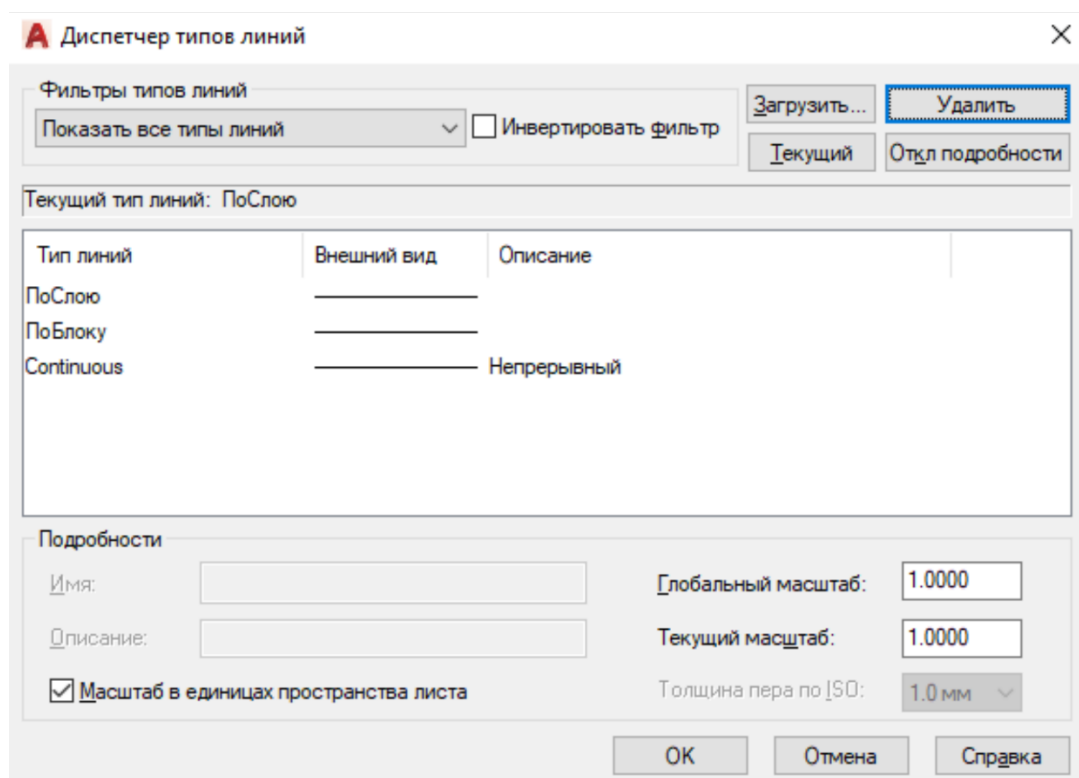 Диспетчер типов линий
Фильтры типов линий
Показать все типы линий
Инвертировать фильтр
Загрузить...
Удалить
Текущий
Откл подробности
Текущий тип линий: ПоСлою
Тип линий Внешний вид Описание
ПоСлою
ПоБлоку
Continuous Непрерывный
Подробности
Имя:
Описание:
Масштаб в единицах пространства листа
Глобальный масштаб: 1.0000
Текущий масштаб: 1.0000
Толщина пера по ISO: 1.0 мм
OK Отмена Справка